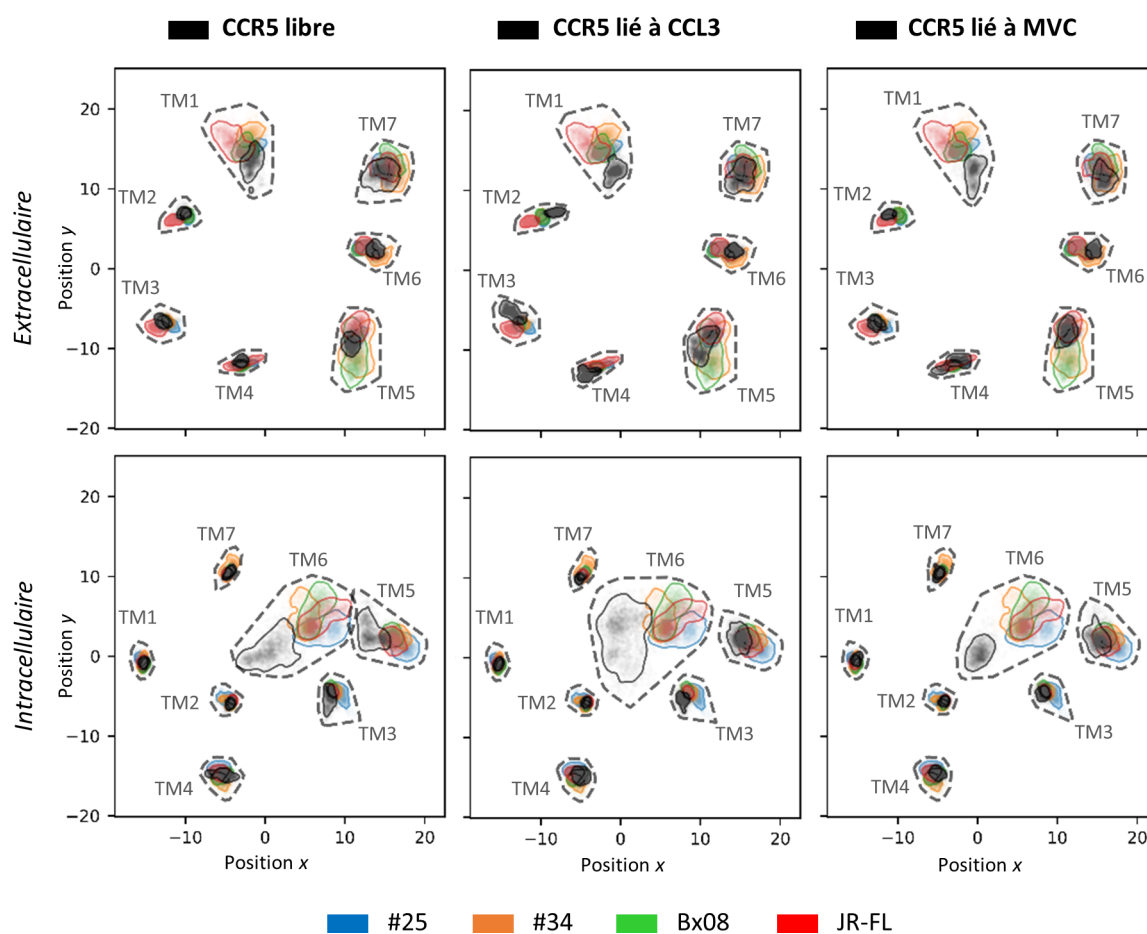 CCR5 libre
CCR5 lié à CCL3
CCR5 lié à MVC
Extracellulaire
Position y
20
10
0
−10
−20
TM1
TM7
TM2
TM6
TM3
TM4
TM5
TM1
TM7
TM2
TM6
TM3
TM4
TM5
TM1
TM7
TM2
TM6
TM3
TM4
TM5
Intracellulaire
Position y
20
10
0
−10
−20
TM7
TM6
TM5
TM1
TM2
TM3
TM4
TM7
TM6
TM5
TM1
TM2
TM3
TM4
TM7
TM6
TM5
TM1
TM2
TM3
TM4
−10 0 10 20
−10 0 10 20
−10 0 10 20
Position x
Position x
Position x
#25
#34
Bx08
JR-FL